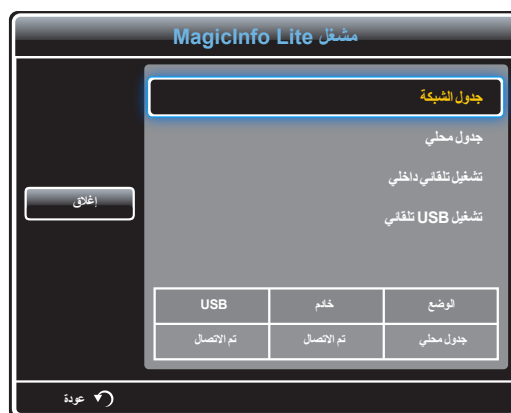 مشغل MagicInfo Lite
جدول الشبكة
جدول محلي
تشغيل تلقائي داخلي
تشغيل USB تلقائي
إغلاق
الوضع خادم USB
جدول محلي تم الاتصال تم الاتصال
عودة